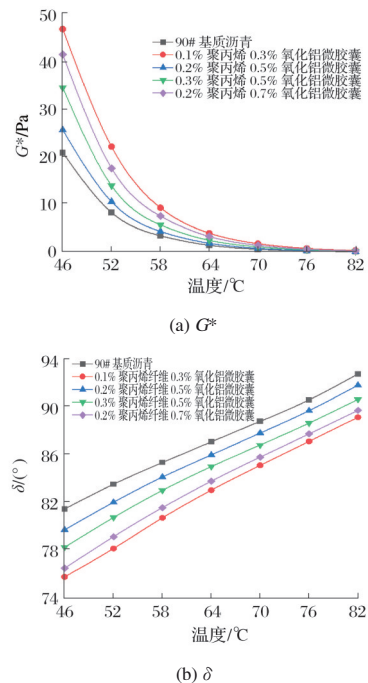 50
40
30
20
10
0
G*/Pa
90# 基质沥青
0.1% 聚丙烯 0.3% 氧化铝微胶囊
0.2% 聚丙烯 0.5% 氧化铝微胶囊
0.3% 聚丙烯 0.5% 氧化铝微胶囊
0.2% 聚丙烯 0.7% 氧化铝微胶囊
46 52 58 64 70 76 82
温度/℃
(a) G*
94
90
86
82
78
74
δ/(°)
90# 基质沥青
0.1% 聚丙烯纤维 0.3% 氧化铝微胶囊
0.2% 聚丙烯纤维 0.5% 氧化铝微胶囊
0.3% 聚丙烯纤维 0.5% 氧化铝微胶囊
0.2% 聚丙烯纤维 0.7% 氧化铝微胶囊
46 52 58 64 70 76 82
温度/℃
(b) δ